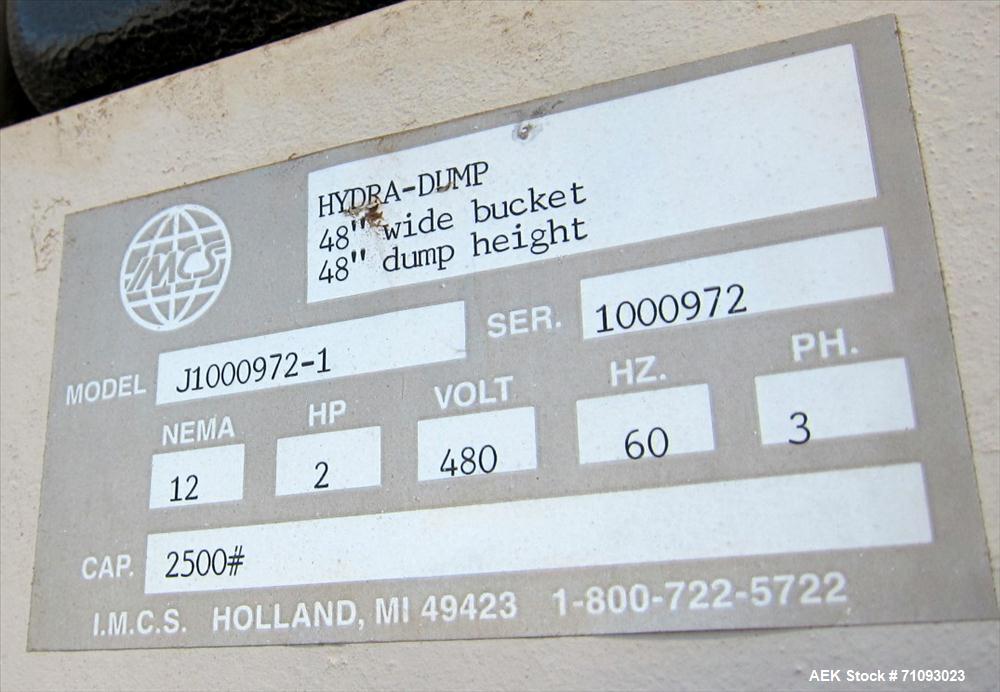 HYDRA-DUMP
48" wide bucket
48" dump height
IMCS
MODEL J1000972-1 SER. 1000972
NEMA HP VOLT HZ. PH.
12 2 480 60 3
CAP. 2500#
I.M.C.S. HOLLAND, MI 49423 1-800-722-5722
AEK Stock # 71093023